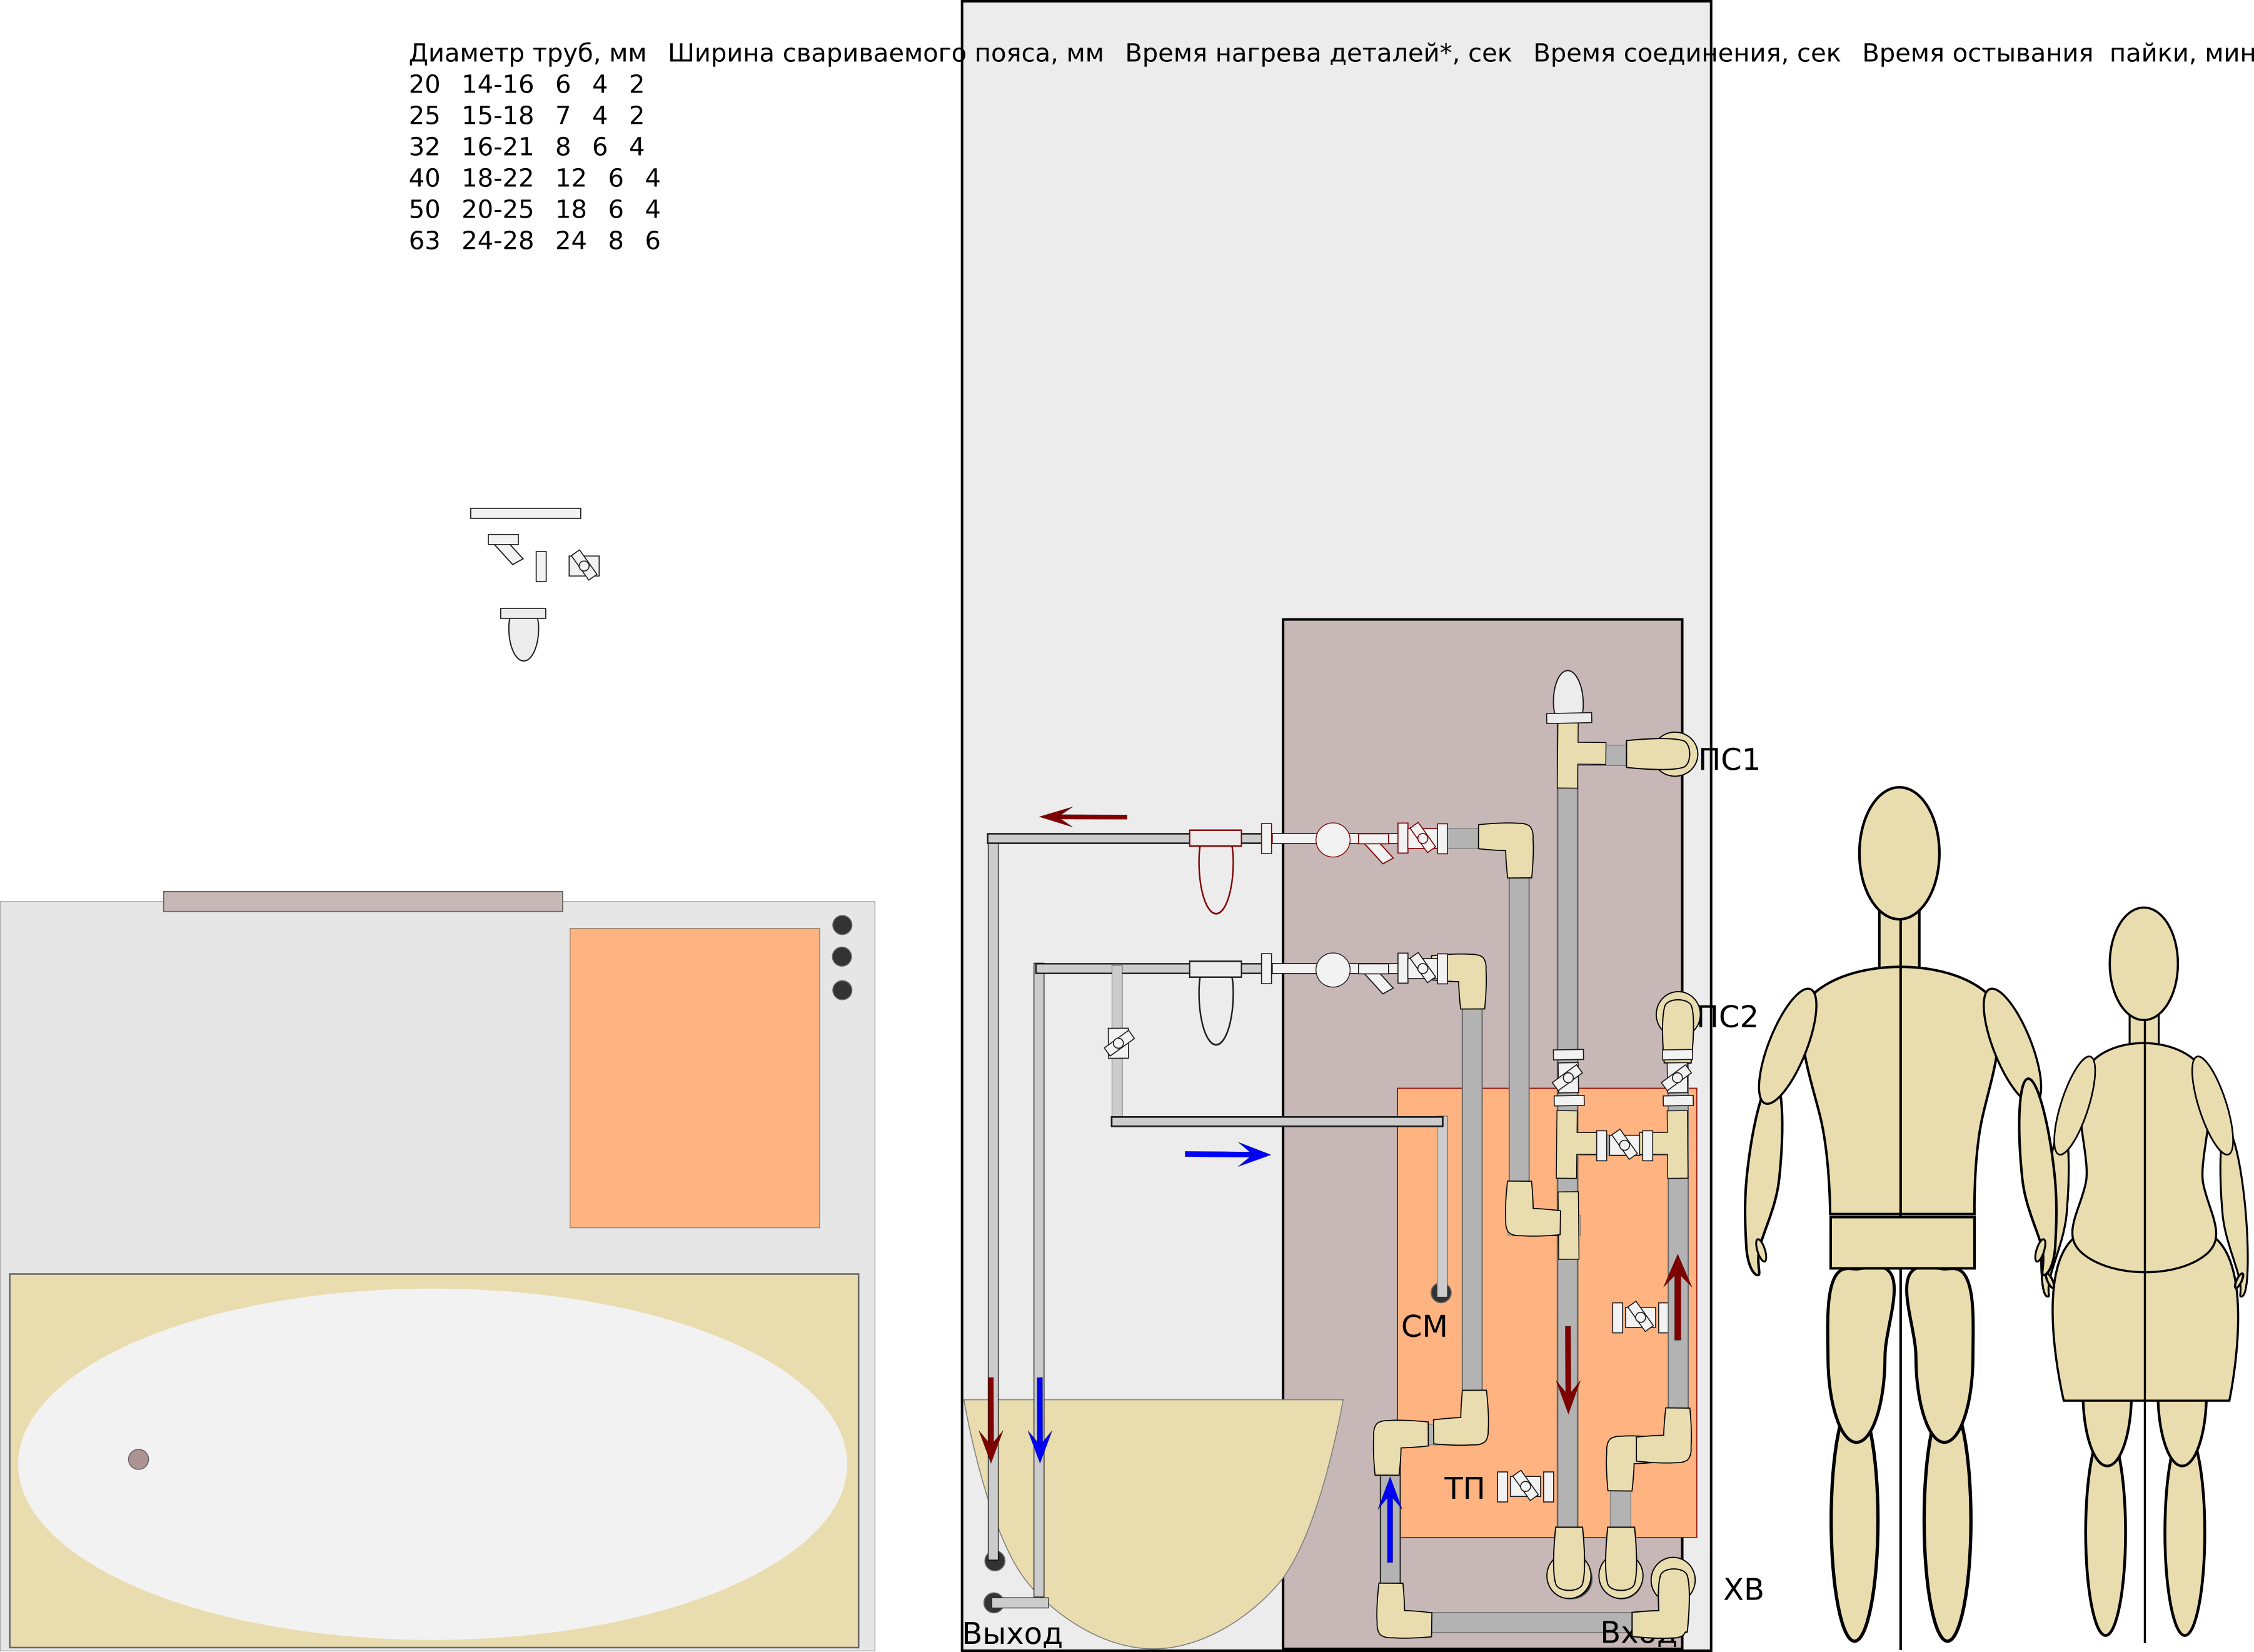 Диаметр труб, мм Ширина свариваемого пояса, мм Время нагрева деталей*, сек Время соединения, сек Время остывания пайки, мин
20 14-16 6 4 2
25 15-18 7 4 2
32 16-21 8 6 4
40 18-22 12 6 4
50 20-25 18 6 4
63 24-28 24 8 6
ПС1
ПС2
СМ
ТП
ХВ
Выход
Вход